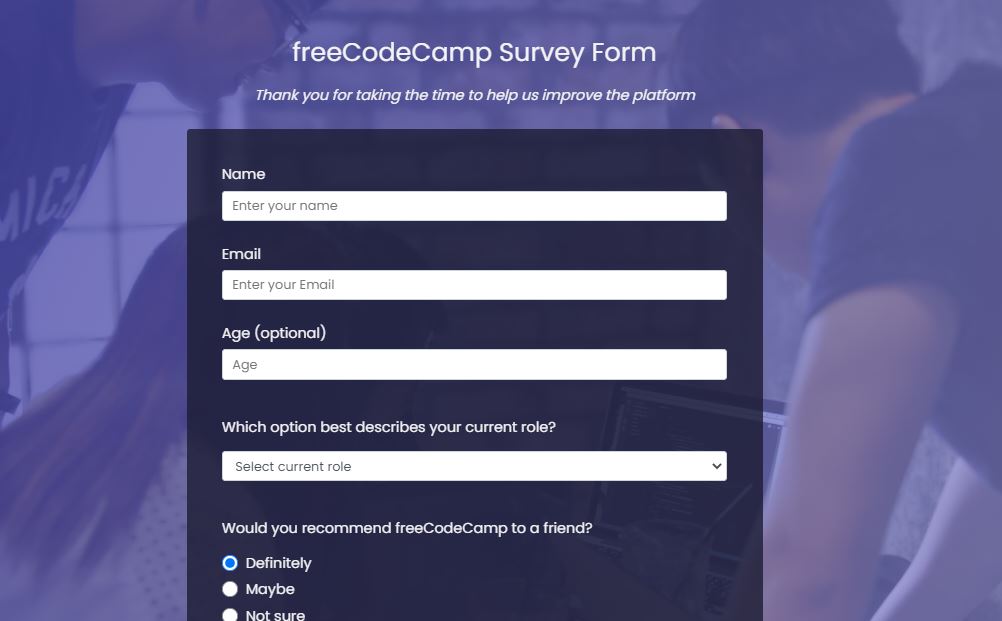 freeCodeCamp Survey Form
Thank you for taking the time to help us improve the platform
Name
Enter your name
Email
Enter your Email
Age (optional)
Age
Which option best describes your current role?
Select current role
Would you recommend freeCodeCamp to a friend?
Definitely
Maybe
Not sure